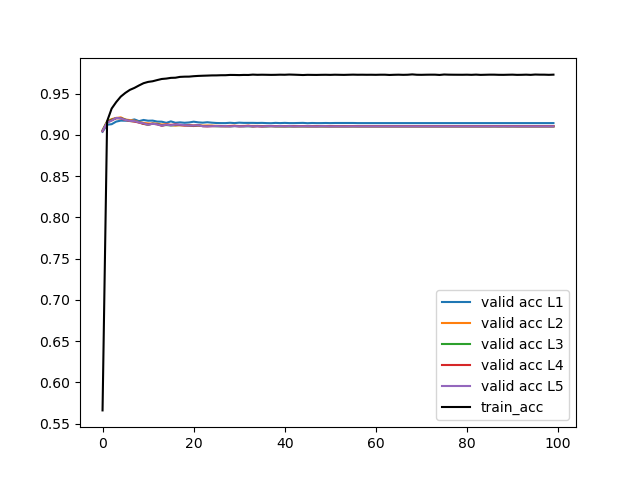 0.95
0.90
0.85
0.80
0.75
0.70
0.65
0.60
0.55
0 20 40 60 80 100
valid acc L1
valid acc L2
valid acc L3
valid acc L4
valid acc L5
train_acc